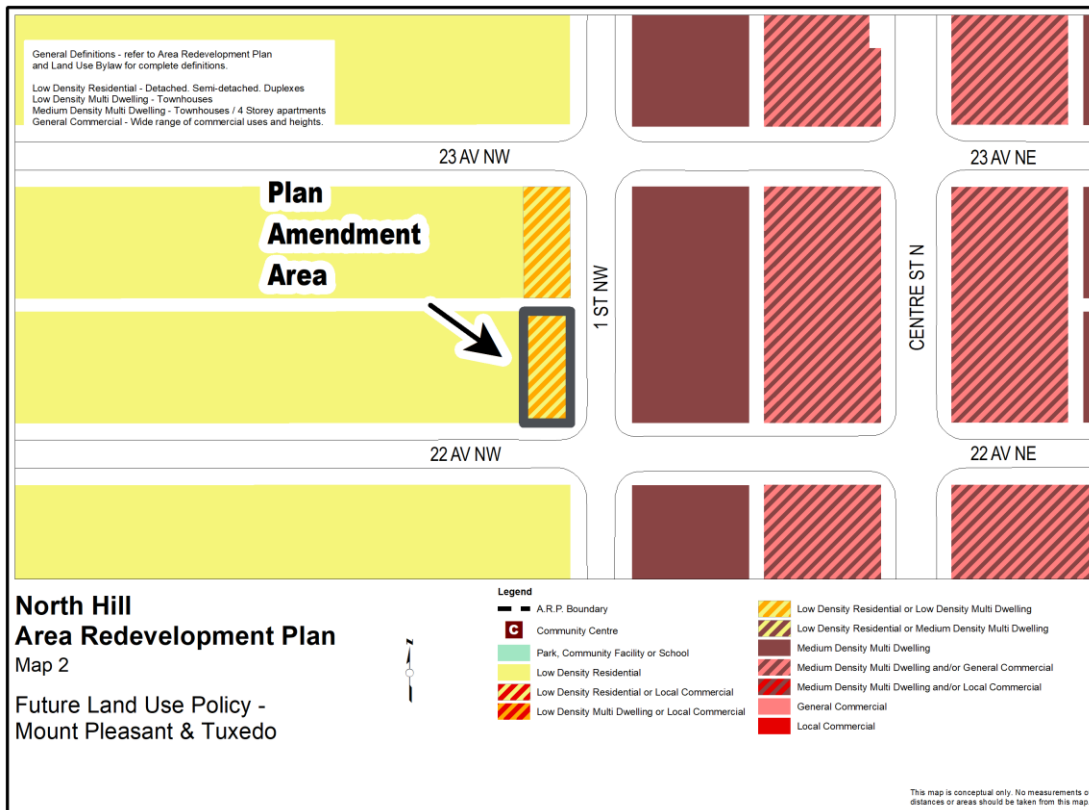 General Definitions - refer to Area Redevelopment Plan
and Land Use Bylaw for complete definitions.
Low Density Residential - Detached. Semi-detached. Duplexes
Low Density Multi Dwelling - Townhouses
Medium Density Multi Dwelling - Townhouses / 4 Storey apartments
General Commercial - Wide range of commercial uses and heights.
23 AV NW
23 AV NE
Plan
Amendment
Area
1 ST NW
CENTRE ST N
22 AV NW
22 AV NE
North Hill
Area Redevelopment Plan
Map 2
Future Land Use Policy -
Mount Pleasant & Tuxedo
N
Legend
A.R.P. Boundary
C Community Centre
Park, Community Facility or School
Low Density Residential
Low Density Residential or Local Commercial
Low Density Multi Dwelling or Local Commercial
Low Density Residential or Low Density Multi Dwelling
Low Density Residential or Medium Density Multi Dwelling
Medium Density Multi Dwelling
Medium Density Multi Dwelling and/or General Commercial
Medium Density Multi Dwelling and/or Local Commercial
General Commercial
Local Commercial
This map is conceptual only. No measurements o
distances or areas should be taken from this map